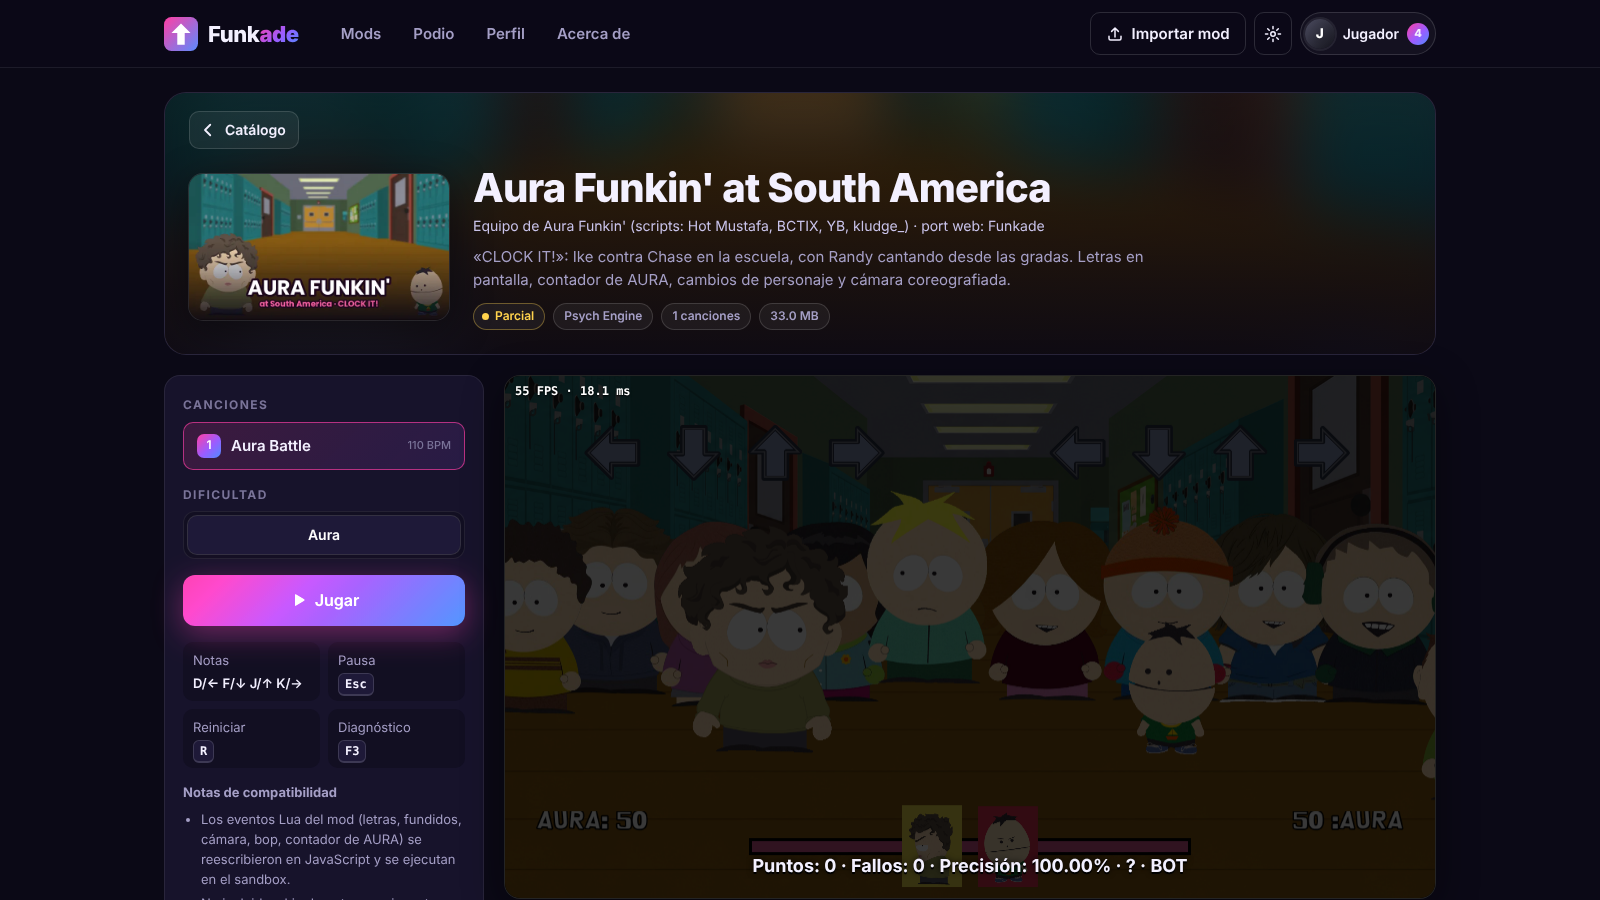 Funkade
Mods
Podio
Perfil
Acerca de
Importar mod
J
Jugador
4
Catálogo
AURA FUNKIN'
at South America · CLOCK IT!
Aura Funkin' at South America
Equipo de Aura Funkin' (scripts: Hot Mustafa, BCTIX, YB, kludge_) · port web: Funkade
«CLOCK IT!»: Ike contra Chase en la escuela, con Randy cantando desde las gradas. Letras en
pantalla, contador de AURA, cambios de personaje y cámara coreografiada.
Parcial
Psych Engine
1 canciones
33.0 MB
CANCIONES
1
Aura Battle
110 BPM
DIFICULTAD
Aura
Jugar
Notas
D/← F/↓ J/↑ K/→
Pausa
Esc
Reiniciar
R
Diagnóstico
F3
Notas de compatibilidad
• Los eventos Lua del mod (letras, fundidos,
cámara, bop, contador de AURA) se
reescribieron en JavaScript y se ejecutan
en el sandbox.
55 FPS · 18.1 ms
AURA: 50
50 :AURA
Puntos: 0 · Fallos: 0 · Precisión: 100.00% · ? · BOT